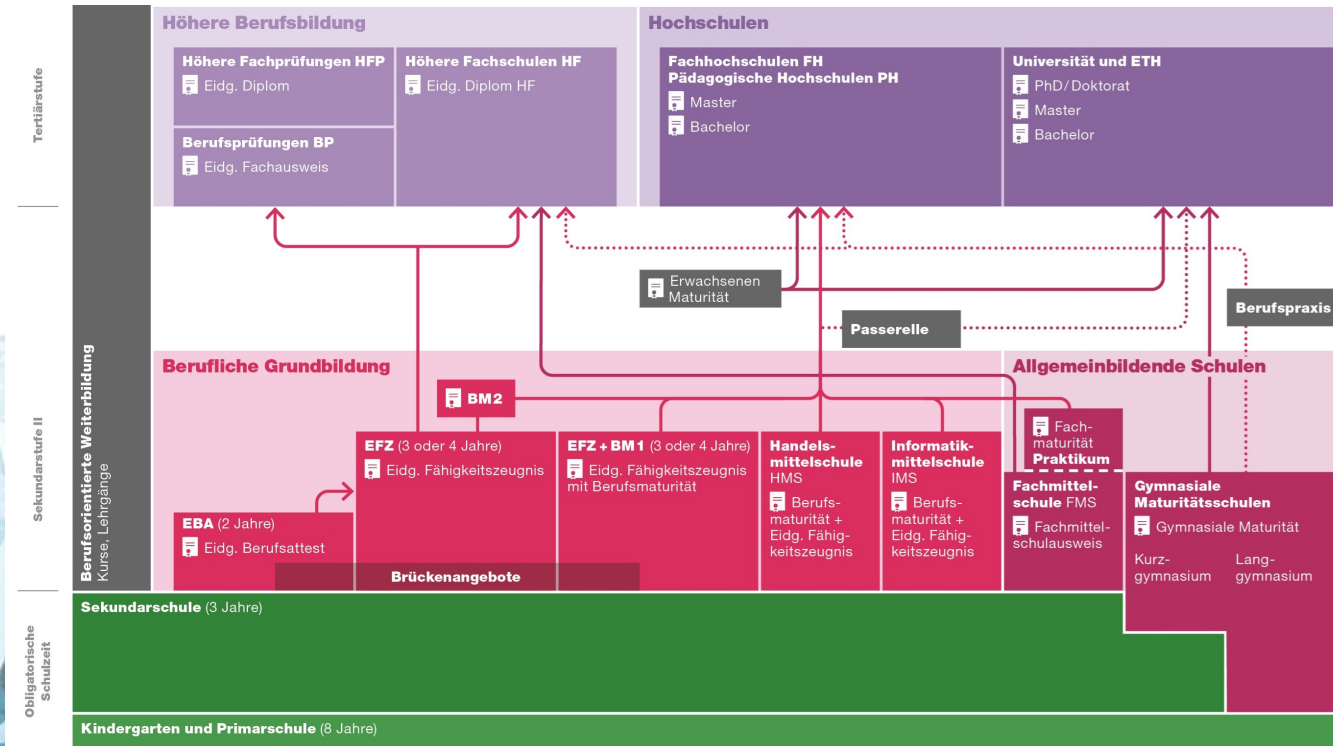 Höhere Berufsbildung
Hochschulen
Höhere Fachprüfungen HFP
Eidg. Diplom
Berufsprüfungen BP
Eidg. Fachausweis
Höhere Fachschulen HF
Eidg. Diplom HF
Fachhochschulen FH
Pädagogische Hochschulen PH
Master
Bachelor
Universität und ETH
PhD/Doktorat
Master
Bachelor
Tertiärstufe
Erwachsenen
Maturität
Passerelle
Berufspraxis
Sekundarstufe II
Berufsorientierte Weiterbildung
Kurse, Lehrgänge
Berufliche Grundbildung
Allgemeinbildende Schulen
BM2
EBA (2 Jahre)
Eidg. Berufsattest
EFZ (3 oder 4 Jahre)
Eidg. Fähigkeitszeugnis
EFZ + BM1 (3 oder 4 Jahre)
Eidg. Fähigkeitszeugnis
mit Berufsmaturität
Handels-
mittelschule
HMS
Berufs-
maturität +
Eidg. Fähig-
keitszeugnis
Informatik-
mittelschule
IMS
Berufs-
maturität +
Eidg. Fähig-
keitszeugnis
Fach-
maturität
Praktikum
Fachmittel-
schule FMS
Fachmittel-
schulausweis
Gymnasiale
Maturitätsschulen
Gymnasiale Maturität
Kurz-
gymnasium
Lang-
gymnasium
Brückenangebote
Obligatorische
Schulzeit
Sekundarschule (3 Jahre)
Kindergarten und Primarschule (8 Jahre)